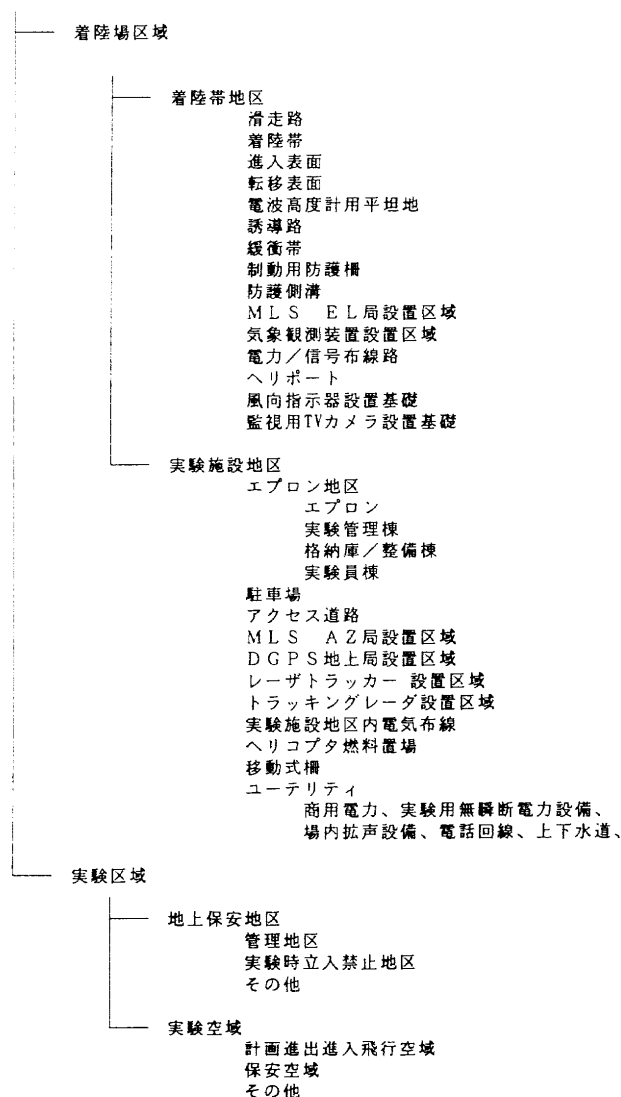 着陸場区域
着陸帯地区
滑走路
着陸帯
進入表面
転移表面
電波高度計用平坦地
誘導路
緩衝帯
制動用防護柵
防護側溝
MLS EL局設置区域
気象観測装置設置区域
電力／信号布線路
ヘリポート
風向指示器設置基礎
監視用TVカメラ設置基礎
実験施設地区
エプロン地区
エプロン
実験管理棟
格納庫／整備棟
実験員棟
駐車場
アクセス道路
MLS AZ局設置区域
DGPS地上局設置区域
レーザトラッカー 設置区域
トラッキングレーダ設置区域
実験施設地区内電気布線
ヘリコプタ燃料置場
移動式柵
ユーテリティ
商用電力、実験用無瞬断電力設備、
場内拡声設備、電話回線、上下水道、
実験区域
地上保安地区
管理地区
実験時立入禁止地区
その他
実験空域
計画進出進入飛行空域
保安空域
その他